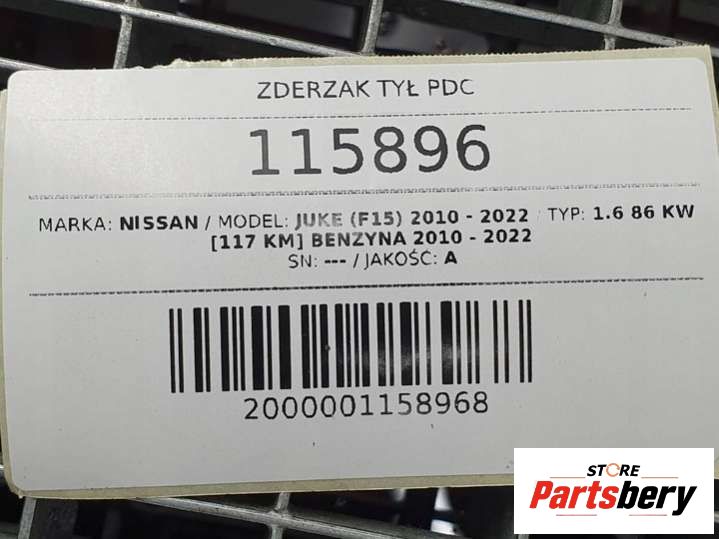 ZDERZAK TYŁ PDC
115896
MARKA: NISSAN / MODEL: JUKE (F15) 2010 - 2022 / TYP: 1.6 86 KW
[117 KM] BENZYNA 2010 - 2022
SN: --- / JAKOŚĆ: A
2000001158968
STORE
Partsbery